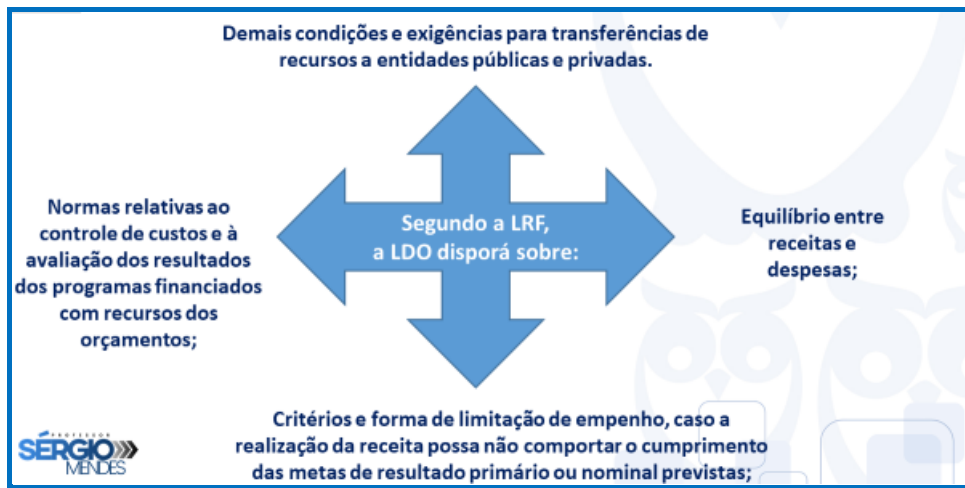 Demais condições e exigências para transferências de
recursos a entidades públicas e privadas.
Normas relativas ao
controle de custos e à
avaliação dos resultados
dos programas financiados
com recursos dos
orçamentos;
Segundo a LRF,
a LDO disporá sobre:
Equilíbrio entre
receitas e
despesas;
Critérios e forma de limitação de empenho, caso a
realização da receita possa não comportar o cumprimento
das metas de resultado primário ou nominal previstas;
PROFESSOR
SÉRGIO
MENDES